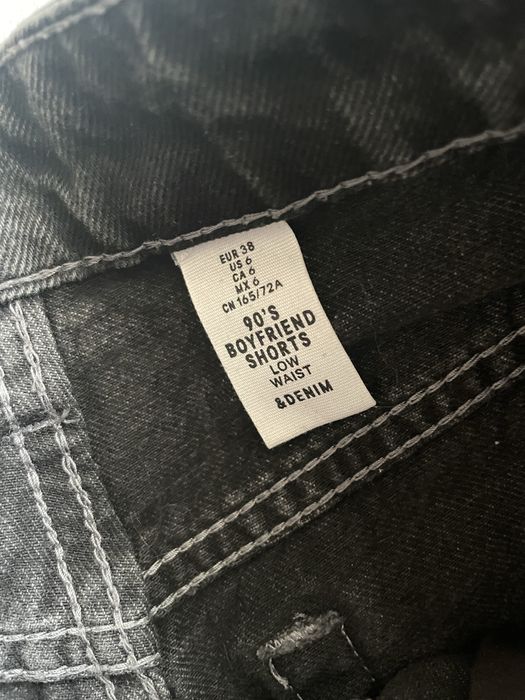 EUR 38
US 6
CA 6
MX 6
CN 165/72A
90'S
BOYFRIEND
SHORTS
LOW
WAIST
&DENIM